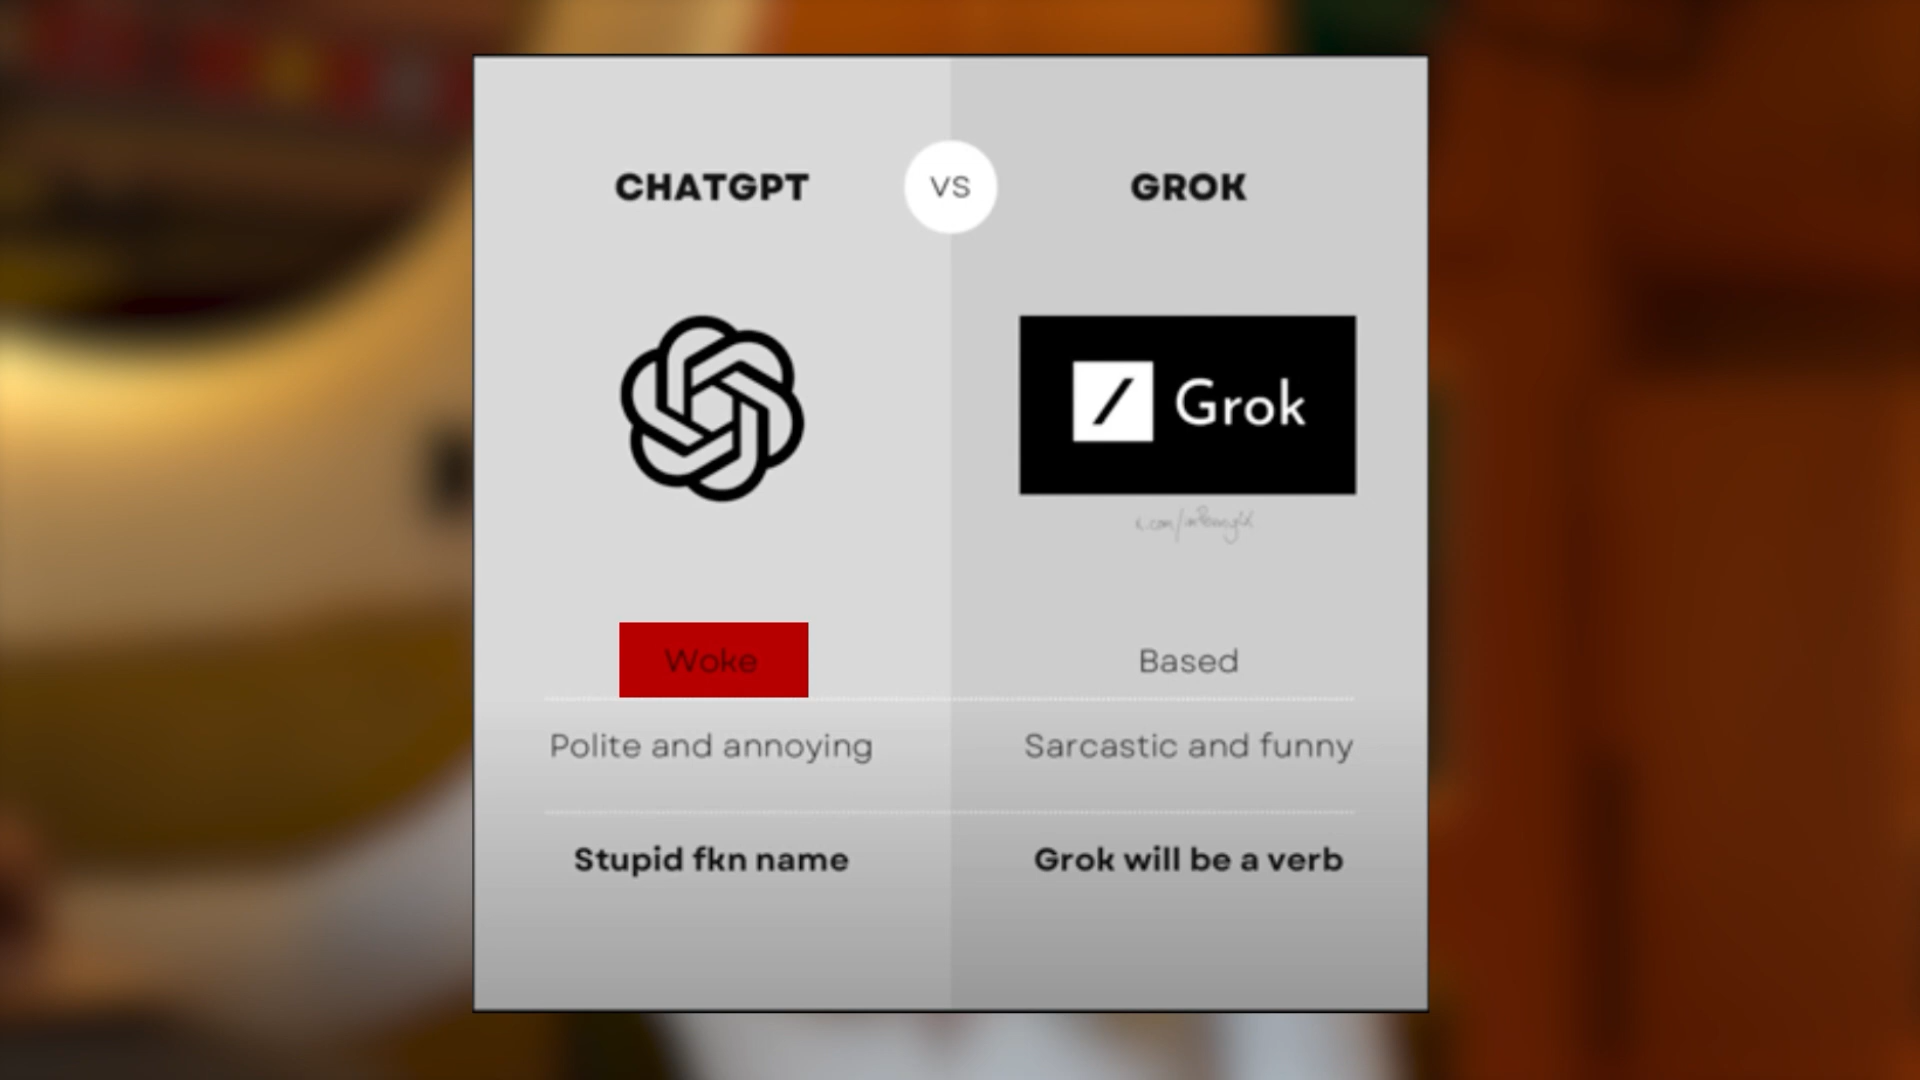 CHATGPT VS GROK
Grok
Woke Based
Polite and annoying Sarcastic and funny
Stupid fkn name Grok will be a verb